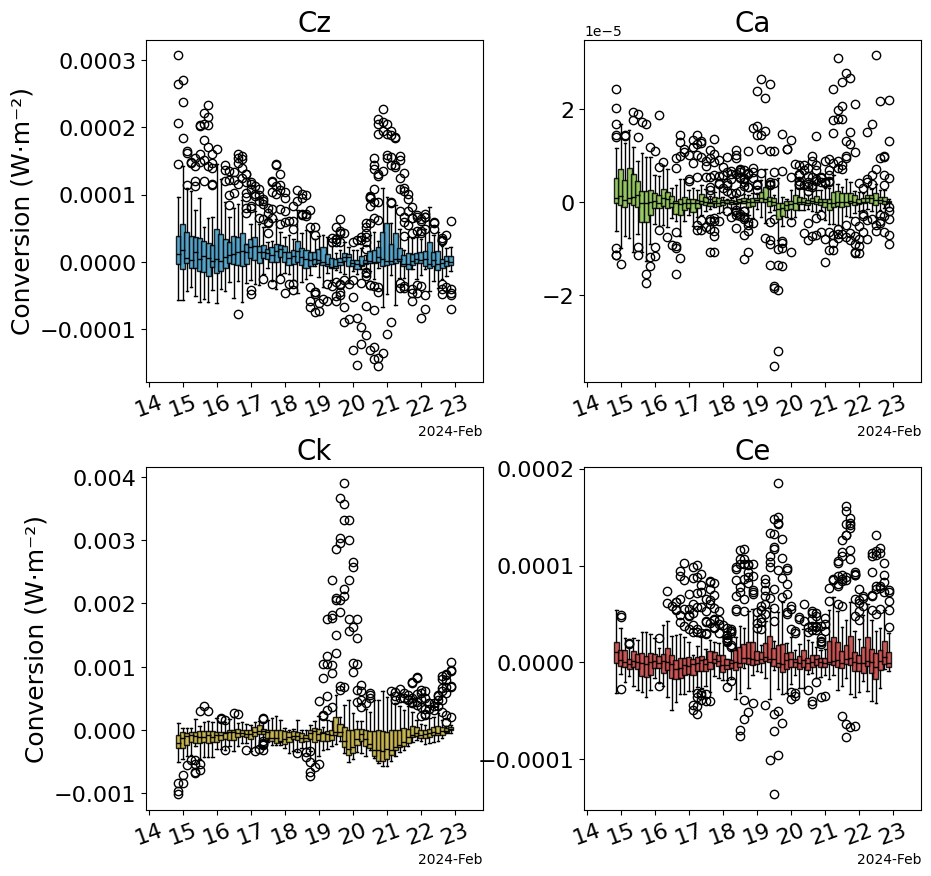 Cz
Ca
1e−5
Conversion (W·m⁻²)
0.0003
0.0002
0.0001
0.0000
−0.0001
2
0
−2
14 15 16 17 18 19 20 21 22 23
14 15 16 17 18 19 20 21 22 23
2024-Feb
2024-Feb
Ck
Ce
Conversion (W·m⁻²)
0.004
0.003
0.002
0.001
0.000
−0.001
0.0002
0.0001
0.0000
−0.0001
14 15 16 17 18 19 20 21 22 23
14 15 16 17 18 19 20 21 22 23
2024-Feb
2024-Feb